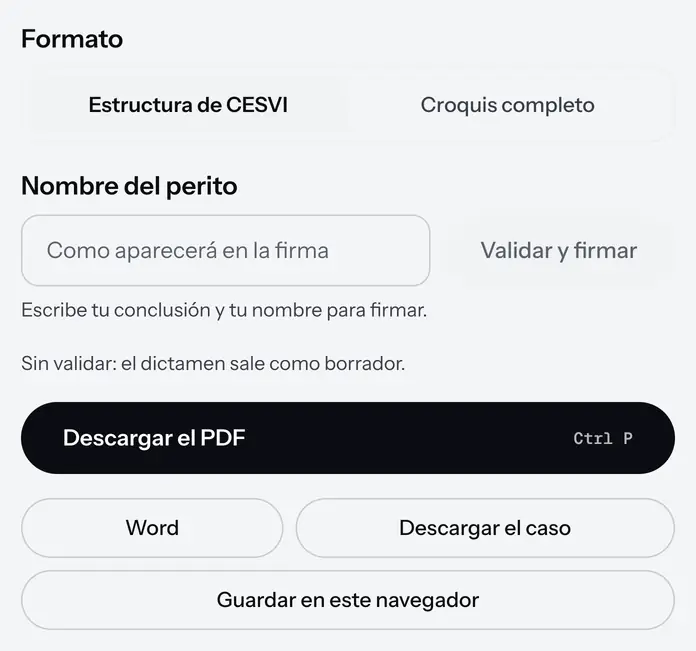 Formato
Estructura de CESVI
Croquis completo
Nombre del perito
Como aparecerá en la firma
Validar y firmar
Escribe tu conclusión y tu nombre para firmar.
Sin validar: el dictamen sale como borrador.
Descargar el PDF
Ctrl P
Word
Descargar el caso
Guardar en este navegador